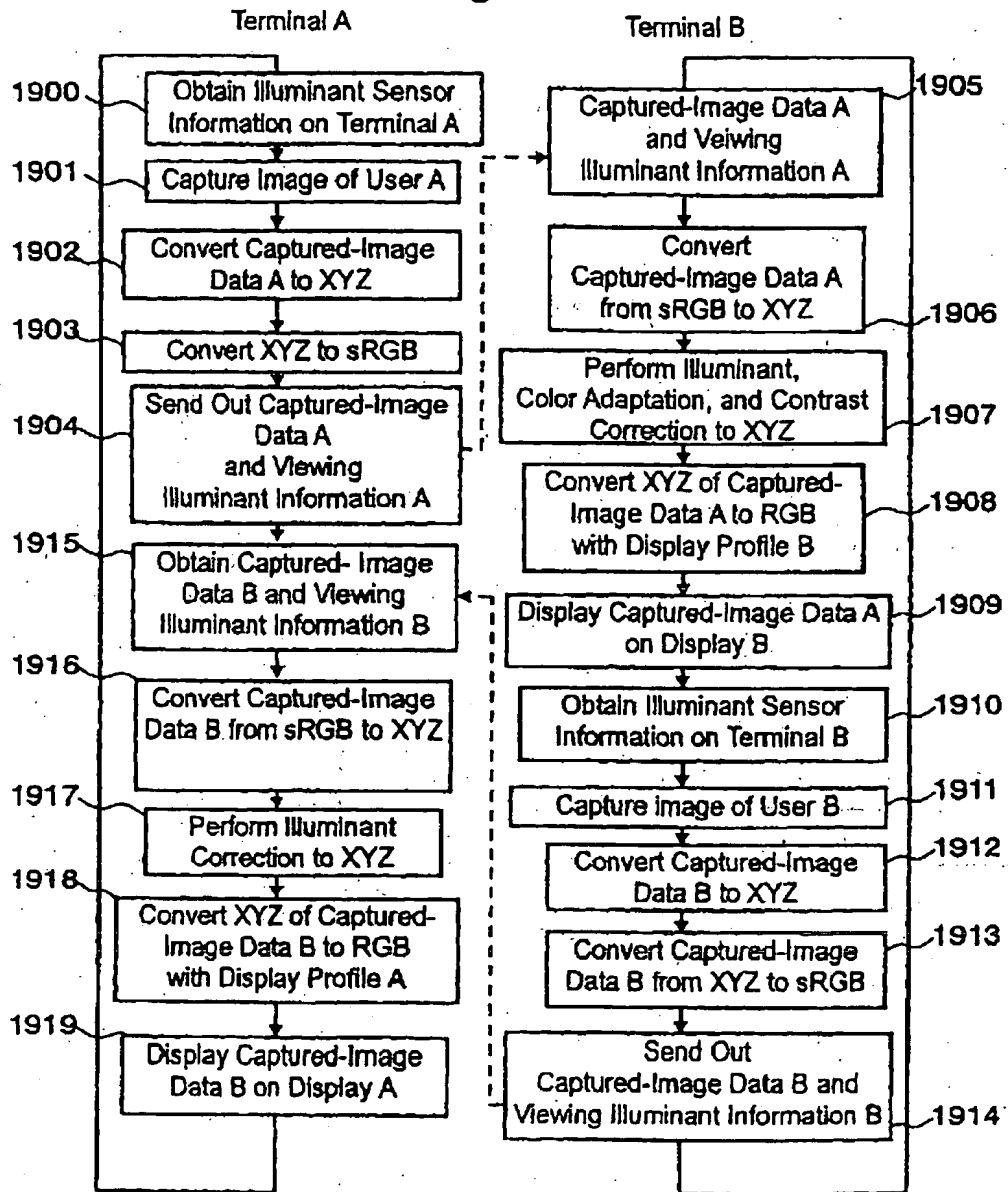 Terminal A
1900
Obtain Illuminant Sensor
Information on Terminal A
1901
Capture Image of User A
1902
Convert Captured-Image
Data A to XYZ
1903
Convert XYZ to sRGB
1904
Send Out Captured-Image
Data A
and Viewing
Illuminant Information A
1915
Obtain Captured- Image
Data B and Viewing
Illuminant Information B
1916
Convert Captured-Image
Data B from sRGB to XYZ
1917
Perform Illuminant
Correction to XYZ
1918
Convert XYZ of Captured-
Image Data B to RGB
with Display Profile A
1919
Display Captured-Image
Data B on Display A
Terminal B
1905
Captured-Image Data A
and Veiwing
Illuminant Information A
Convert
Captured-Image Data A
from sRGB to XYZ
1906
Perform Illuminant,
Color Adaptation, and Contrast
Correction to XYZ
1907
Convert XYZ of Captured-
Image Data A to RGB
with Display Profile B
1908
Display Captured-Image Data A
on Display B
1909
Obtain Illuminant Sensor
Information on Terminal B
1910
Capture image of User B
1911
Convert Captured-Image
Data B to XYZ
1912
Convert Captured-Image
Data B from XYZ to sRGB
1913
Send Out
Captured-Image Data B and
Viewing Illuminant Information B
1914